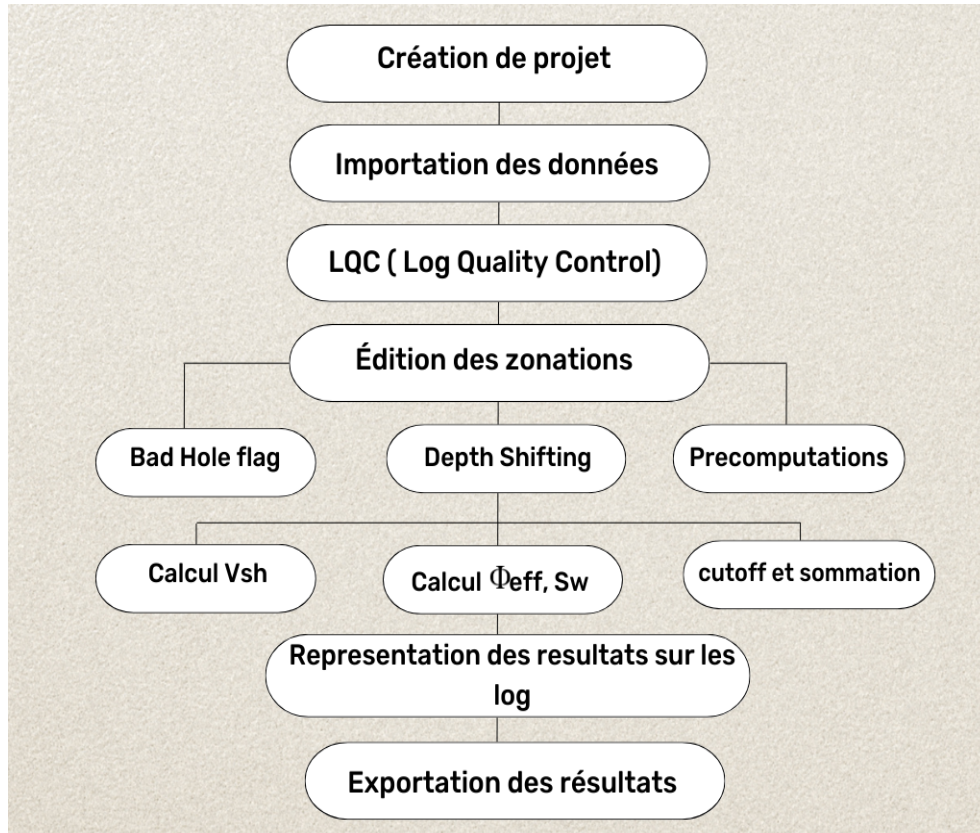 Création de projet
Importation des données
LQC ( Log Quality Control)
Édition des zonations
Bad Hole flag
Depth Shifting
Precomputations
Calcul Vsh
Calcul Φeff, Sw
cutoff et sommation
Representation des resultats sur les
log
Exportation des résultats